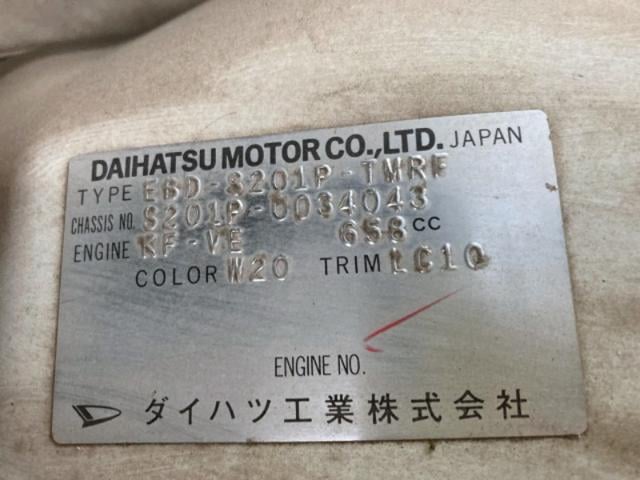 DAIHATSU MOTOR CO.,LTD. JAPAN
TYPE EBD-S201P-TMRF
CHASSIS NO. S201P-0034043
ENGINE KF-VE 658 CC
COLOR W20 TRIM LC10
ENGINE NO.
ダイハツ工業株式会社